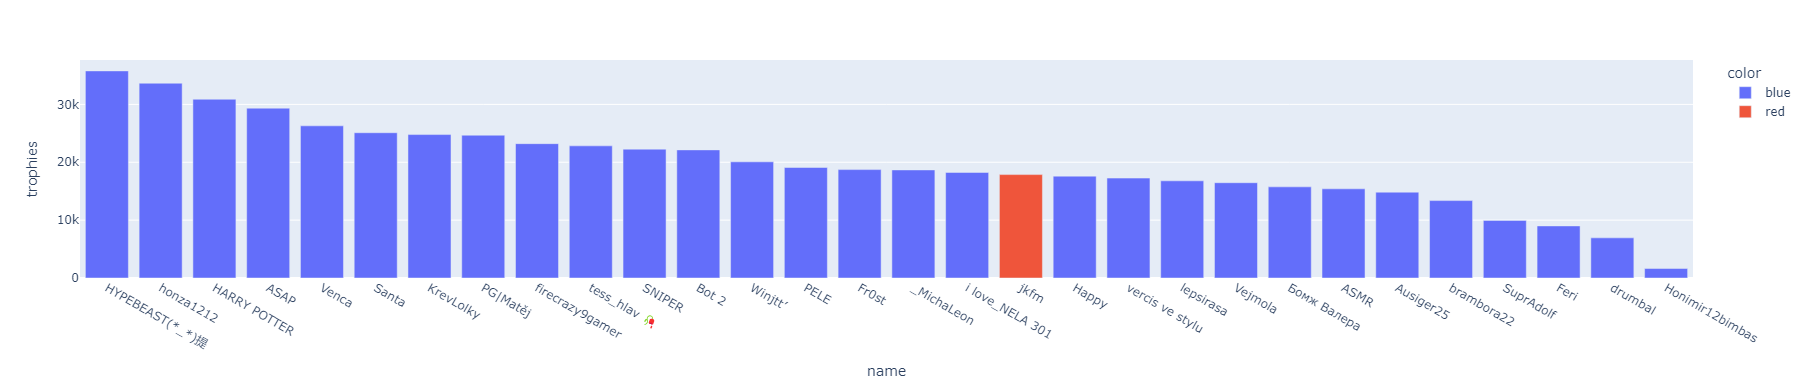 color
blue
red
trophies
30k
20k
10k
0
HYPEBEAST(*_*)提
honza1212
HARRY POTTER
ASAP
Venca
Santa
KrevLolky
PG|Matěj
firecrazy9gamer
tess_hlav
SNIPER
Bot 2
Winjtt’
PELE
Fr0st
_MichaLeon
i love_NELA 301
jkfm
Happy
vercis ve stylu
lepsirasa
Vejmola
Бомж Валера
ASMR
Ausiger25
brambora22
SuprAdolf
Feri
drumbal
Honimir12bimbas
name